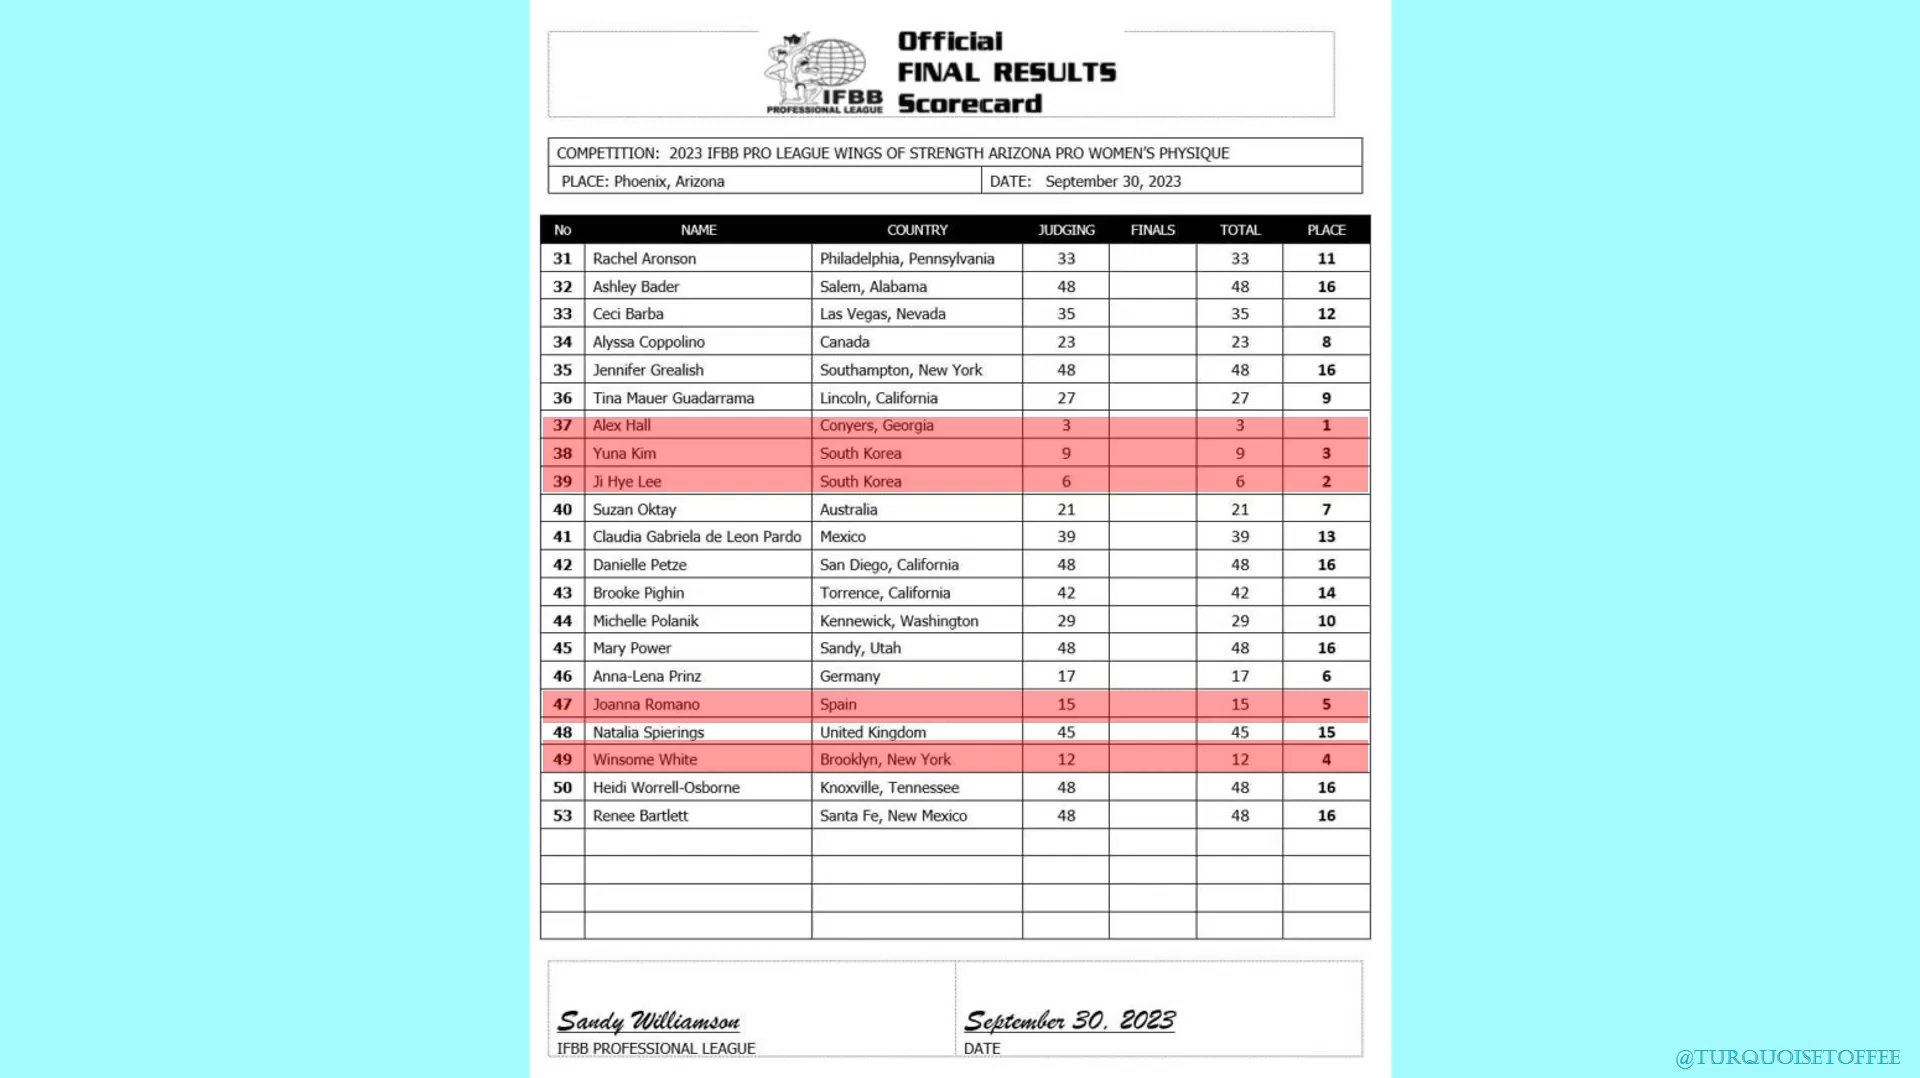 Official
FINAL RESULTS
Scorecard
IFBB
PROFESSIONAL LEAGUE
COMPETITION: 2023 IFBB PRO LEAGUE WINGS OF STRENGTH ARIZONA PRO WOMEN'S PHYSIQUE
PLACE: Phoenix, Arizona DATE: September 30, 2023
No NAME COUNTRY JUDGING FINALS TOTAL PLACE
31 Rachel Aronson Philadelphia, Pennsylvania 33 33 11
32 Ashley Bader Salem, Alabama 48 48 16
33 Ceci Barba Las Vegas, Nevada 35 35 12
34 Alyssa Coppolino Canada 23 23 8
35 Jennifer Grealish Southampton, New York 48 48 16
36 Tina Mauer Guadarrama Lincoln, California 27 27 9
37 Alex Hall Conyers, Georgia 3 3 1
38 Yuna Kim South Korea 9 9 3
39 Ji Hye Lee South Korea 6 6 2
40 Suzan Oktay Australia 21 21 7
41 Claudia Gabriela de Leon Pardo Mexico 39 39 13
42 Danielle Petze San Diego, California 48 48 16
43 Brooke Pighin Torrence, California 42 42 14
44 Michelle Polanik Kennewick, Washington 29 29 10
45 Mary Power Sandy, Utah 48 48 16
46 Anna-Lena Prinz Germany 17 17 6
47 Joanna Romano Spain 15 15 5
48 Natalia Spierings United Kingdom 45 45 15
49 Winsome White Brooklyn, New York 12 12 4
50 Heidi Worrell-Osborne Knoxville, Tennessee 48 48 16
53 Renee Bartlett Santa Fe, New Mexico 48 48 16
Sandy Williamson September 30, 2023
IFBB PROFESSIONAL LEAGUE DATE
@TURQUOISETOFFEE